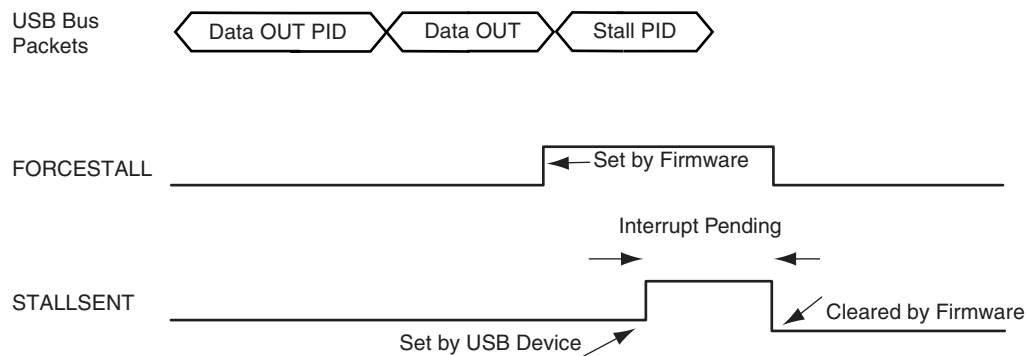 USB Bus
Packets
Data OUT PID
Data OUT
Stall PID
FORCESTALL
Set by Firmware
Interrupt Pending
STALLSENT
Cleared by Firmware
Set by USB Device